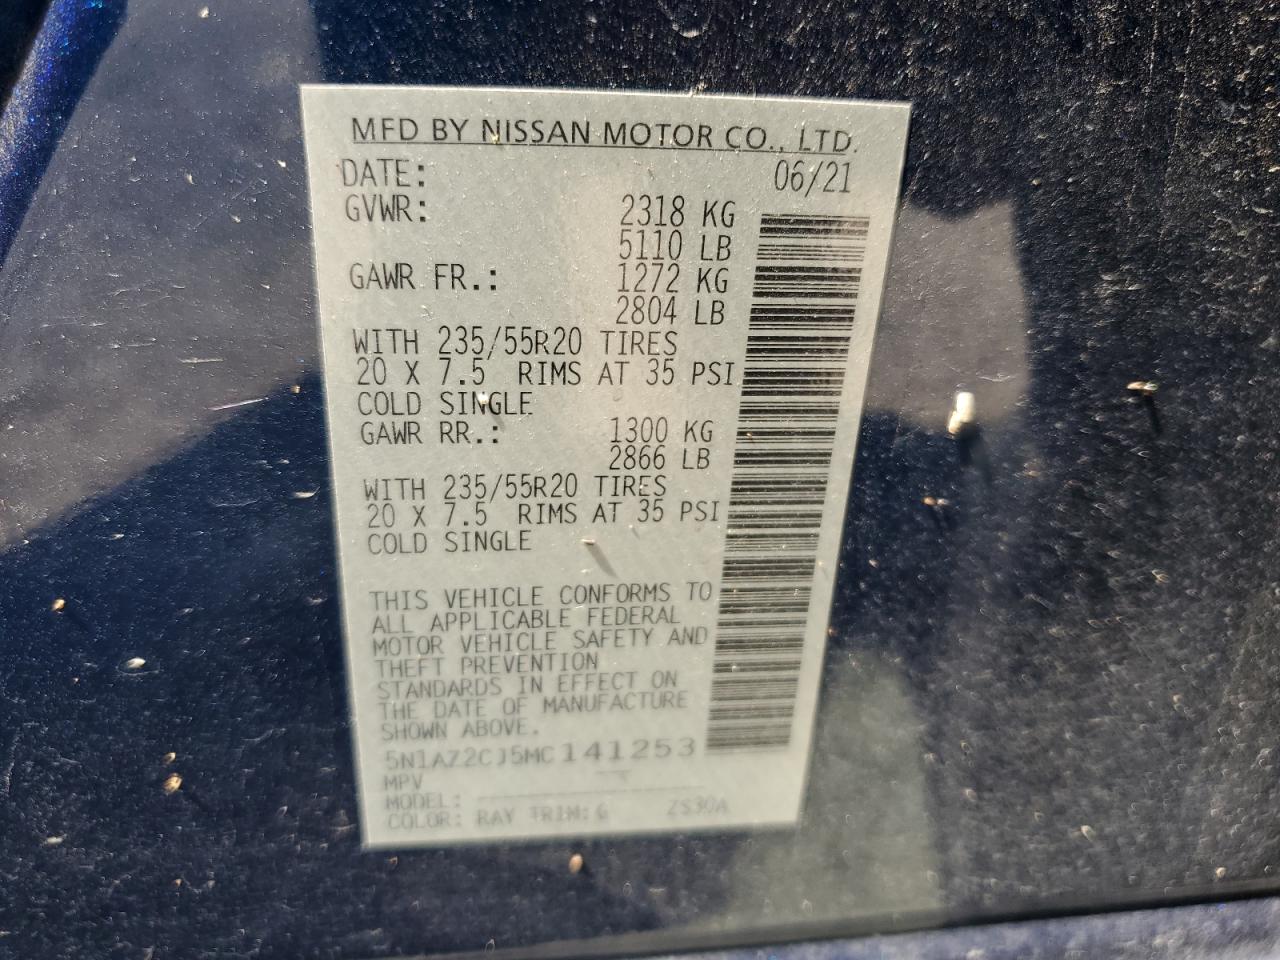 MFD BY NISSAN MOTOR CO., LTD.
DATE: 06/21
GVWR: 2318 KG
5110 LB
GAWR FR.: 1272 KG
2804 LB
WITH 235/55R20 TIRES
20 X 7.5 RIMS AT 35 PSI
COLD SINGLE
GAWR RR.: 1300 KG
2866 LB
WITH 235/55R20 TIRES
20 X 7.5 RIMS AT 35 PSI
COLD SINGLE
THIS VEHICLE CONFORMS TO
ALL APPLICABLE FEDERAL
MOTOR VEHICLE SAFETY AND
THEFT PREVENTION
STANDARDS IN EFFECT ON
THE DATE OF MANUFACTURE
SHOWN ABOVE.
5N1AZ2CJ5MC141253
MPV
MODEL:
COLOR: RAY TRIM: G ZS30A